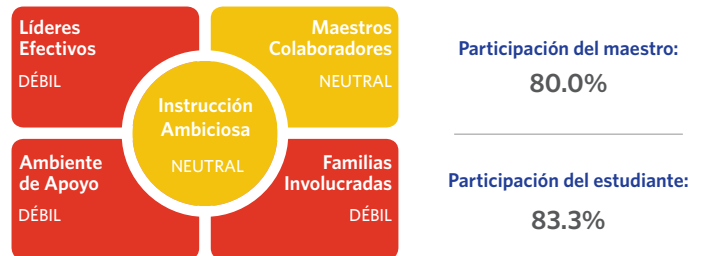 Líderes
Efectivos
DÉBIL
Maestros
Colaboradores
NEUTRAL
Instrucción
Ambiciosa
NEUTRAL
Ambiente
de Apoyo
DÉBIL
Familias
Involucradas
DÉBIL
Participación del maestro:
80.0%
Participación del estudiante:
83.3%